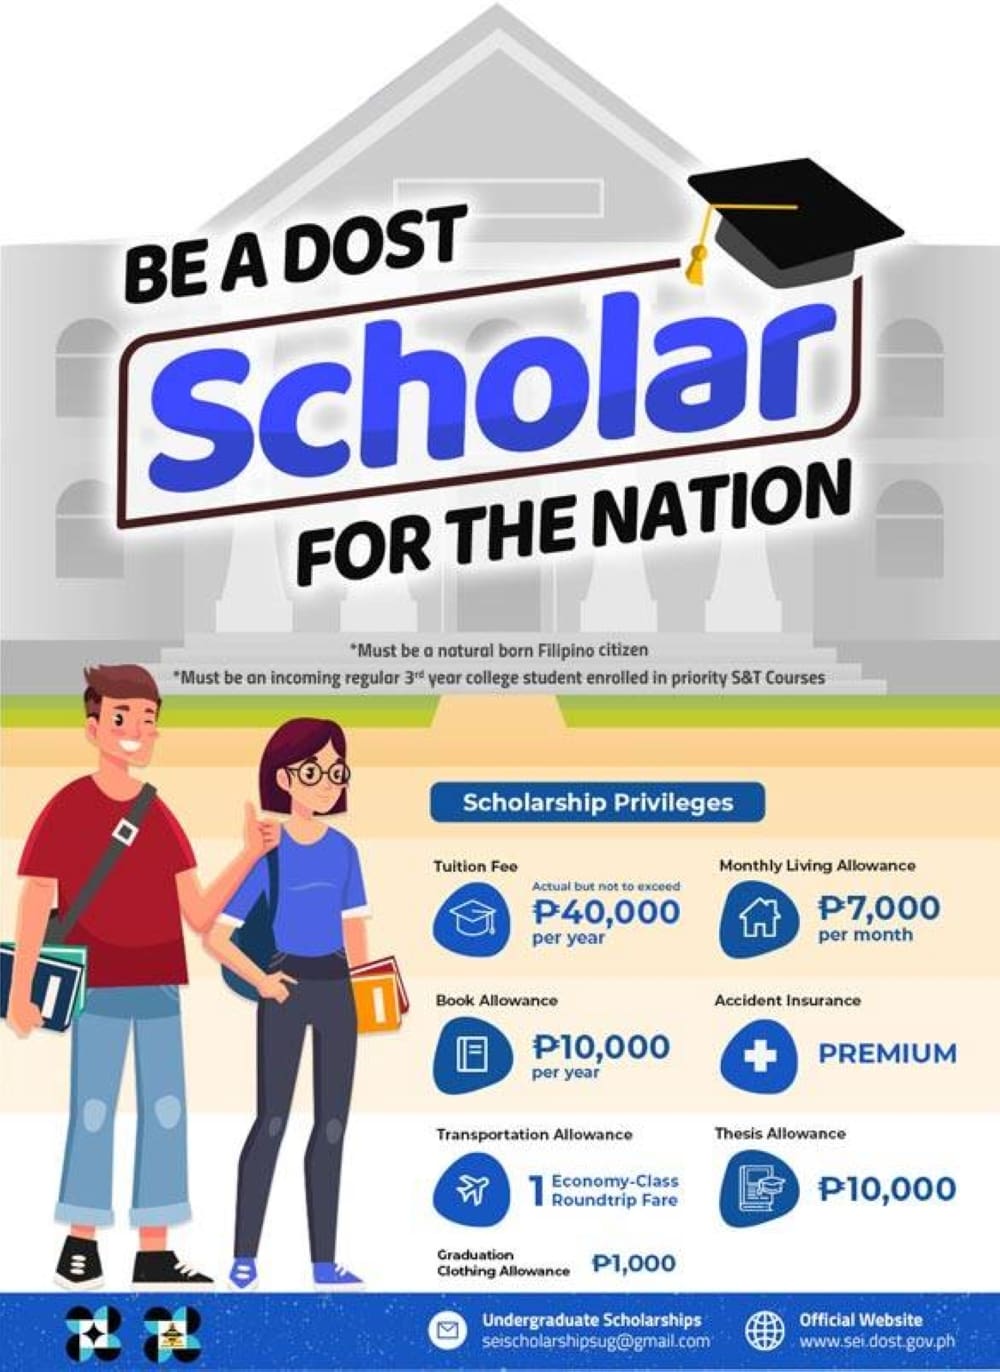 BE A DOST
Scholar
FOR THE NATION
*Must be a natural born Filipino citizen
*Must be an incoming regular 3rd year college student enrolled in priority S&T Courses
Scholarship Privileges
Tuition Fee
Actual but not to exceed
₱40,000
per year
Monthly Living Allowance
₱7,000
per month
Book Allowance
₱10,000
per year
Accident Insurance
PREMIUM
Transportation Allowance
1 Economy-Class
Roundtrip Fare
Thesis Allowance
₱10,000
Graduation
Clothing Allowance
₱1,000
Undergraduate Scholarships
seischolarshipsug@gmail.com
Official Website
www.sei.dost.gov.ph